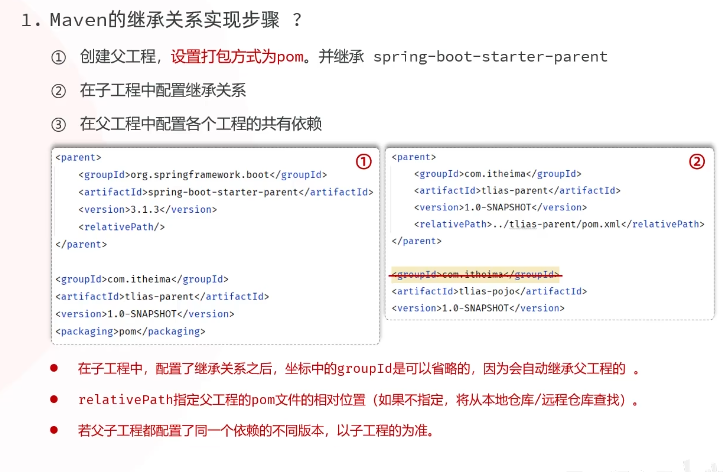 1. Maven的继承关系实现步骤 ？
① 创建父工程，设置打包方式为pom。并继承 spring-boot-starter-parent
② 在子工程中配置继承关系
③ 在父工程中配置各个工程的共有依赖
①
<parent>
<groupId>org.springframework.boot</groupId>
<artifactId>spring-boot-starter-parent</artifactId>
<version>3.1.3</version>
<relativePath/>
</parent>
<groupId>com.itheima</groupId>
<artifactId>tlias-parent</artifactId>
<version>1.0-SNAPSHOT</version>
<packaging>pom</packaging>
②
<parent>
<groupId>com.itheima</groupId>
<artifactId>tlias-parent</artifactId>
<version>1.0-SNAPSHOT</version>
<relativePath>../tlias-parent/pom.xml</relativePath>
</parent>
<groupId>com.itheima</groupId>
<artifactId>tlias-pojo</artifactId>
<version>1.0-SNAPSHOT</version>
在子工程中，配置了继承关系之后，坐标中的groupId是可以省略的，因为会自动继承父工程的 。
relativePath指定父工程的pom文件的相对位置（如果不指定，将从本地仓库/远程仓库查找）。
若父子工程都配置了同一个依赖的不同版本，以子工程的为准。